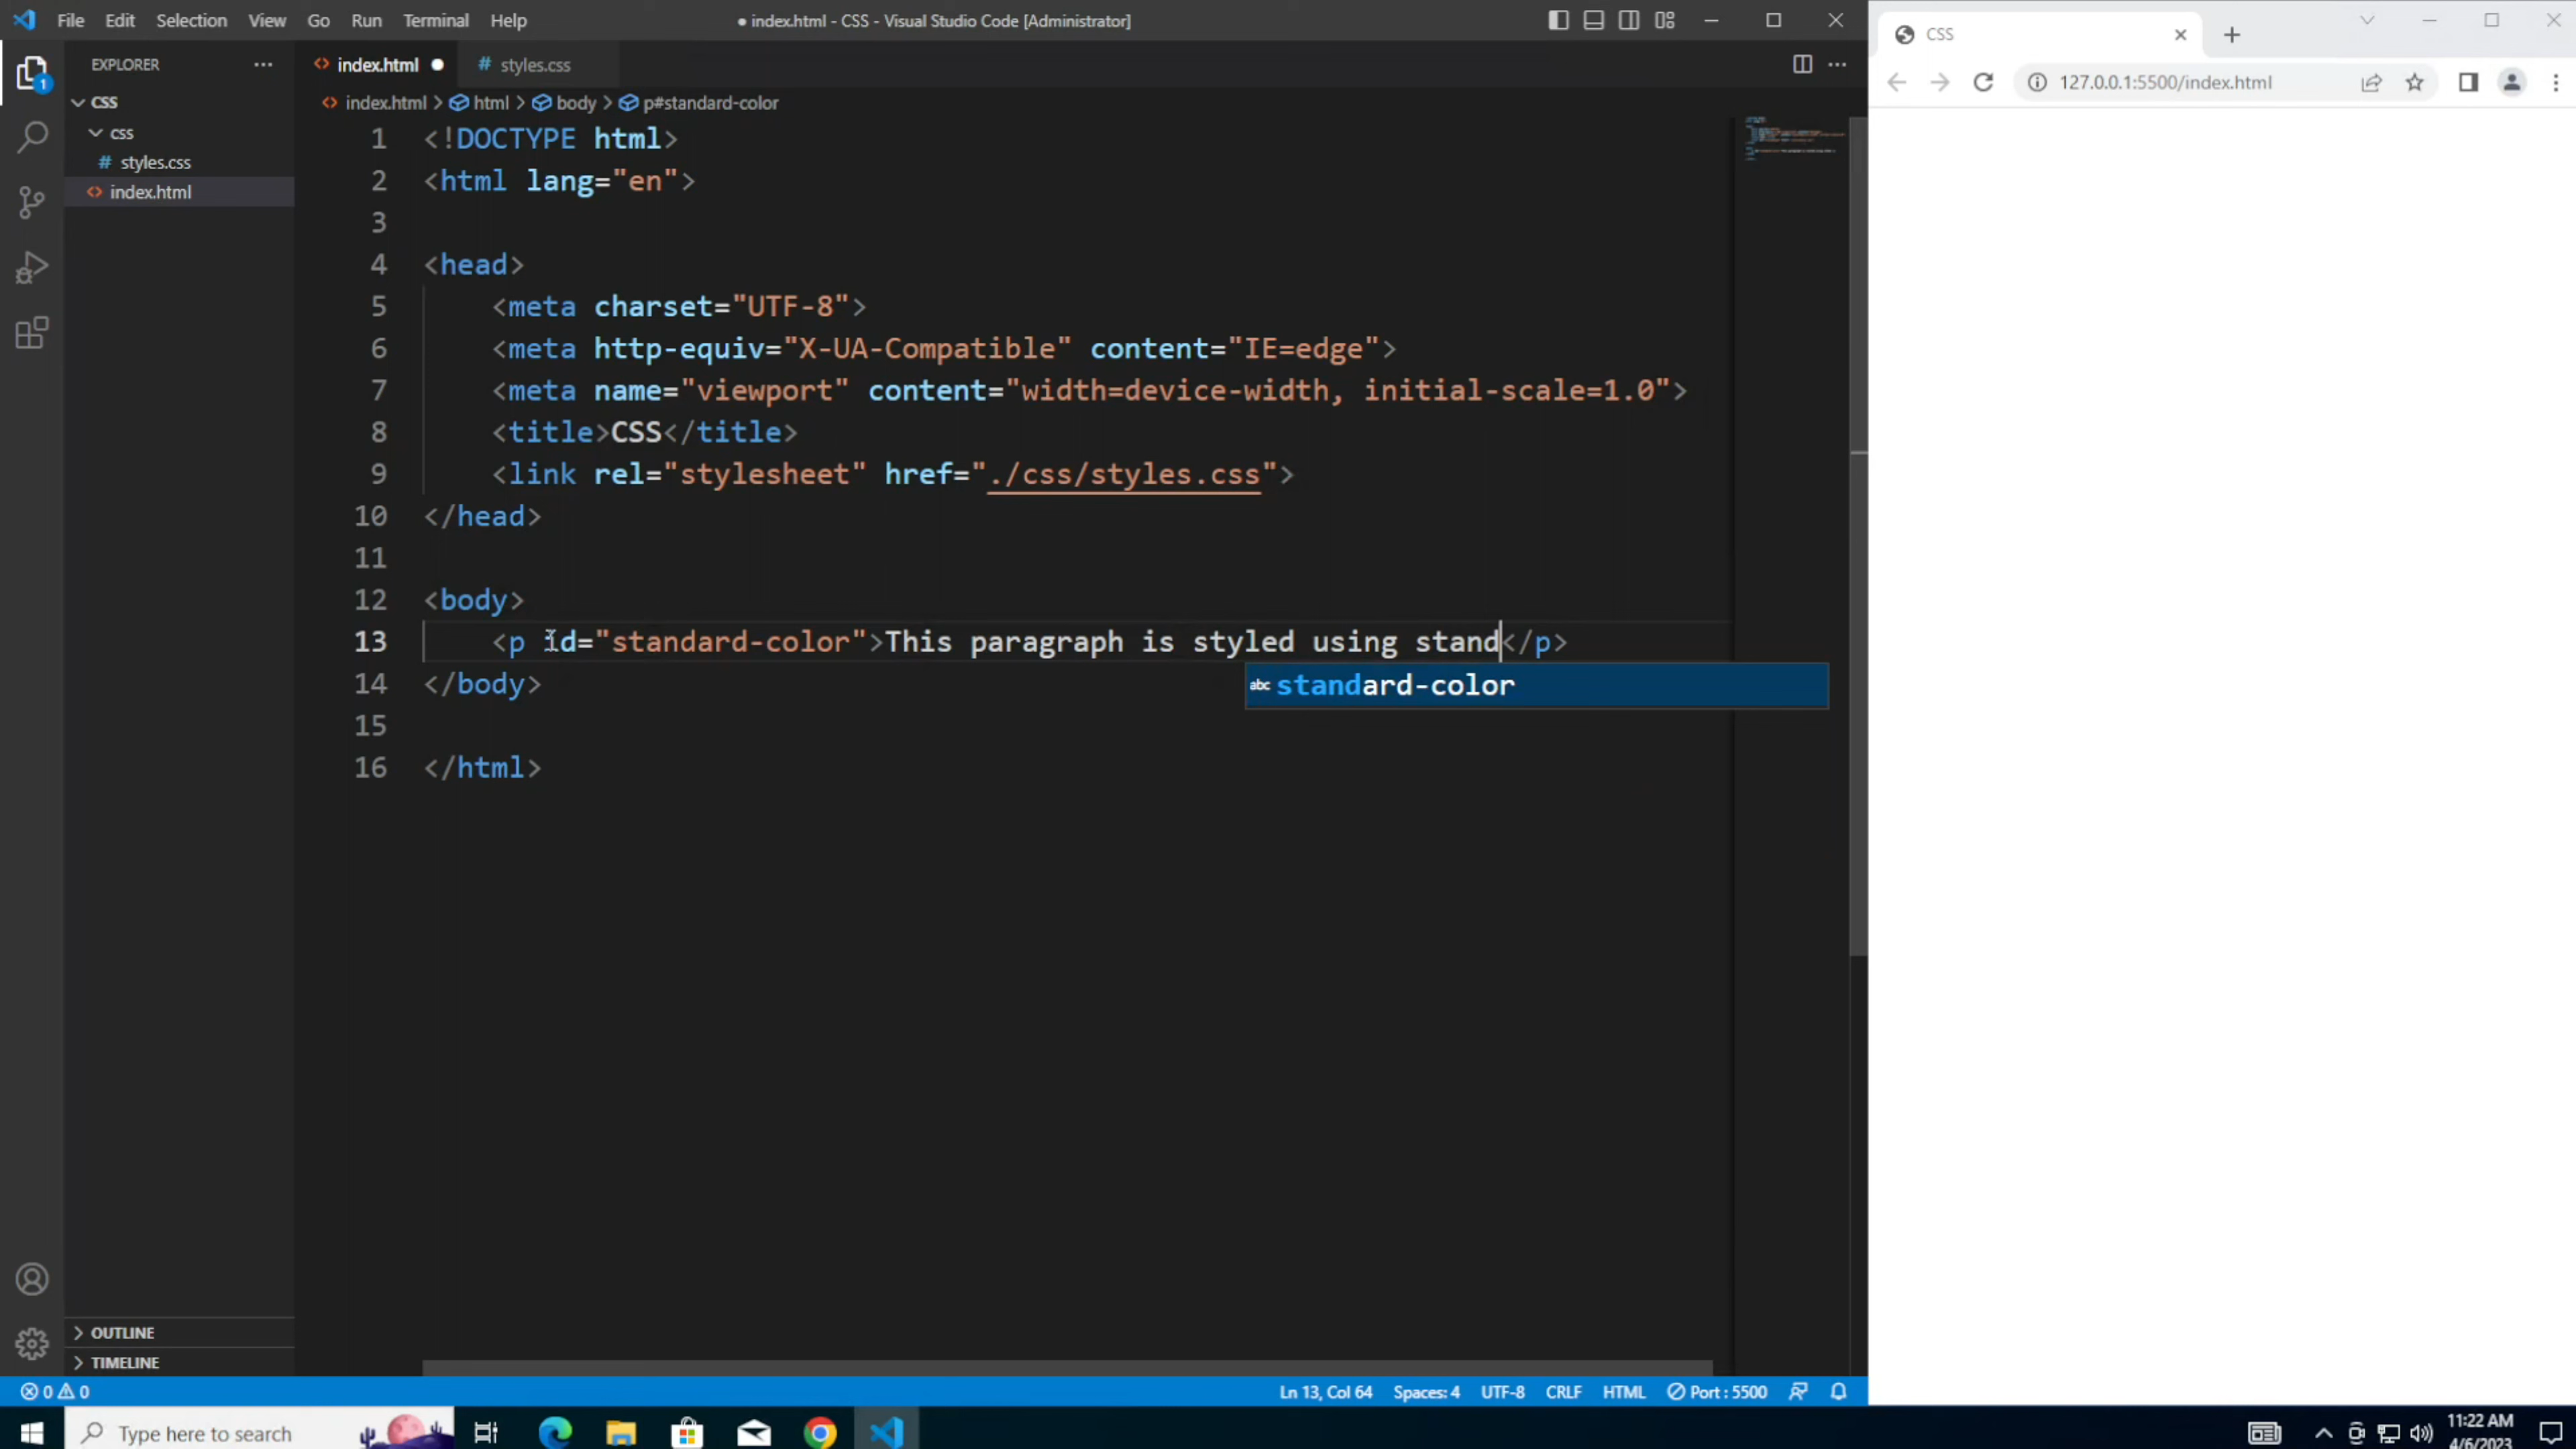 File Edit Selection View Go Run Terminal Help
● index.html - CSS - Visual Studio Code [Administrator]
EXPLORER
CSS
css
styles.css
index.html
index.html
styles.css
index.html > html > body > p#standard-color
1 <!DOCTYPE html>
2 <html lang="en">
3
4 <head>
5 <meta charset="UTF-8">
6 <meta http-equiv="X-UA-Compatible" content="IE=edge">
7 <meta name="viewport" content="width=device-width, initial-scale=1.0">
8 <title>CSS</title>
9 <link rel="stylesheet" href="./css/styles.css">
10 </head>
11
12 <body>
13 <p id="standard-color">This paragraph is styled using stand</p>
abc standard-color
14 </body>
15
16 </html>
OUTLINE
TIMELINE
0 0
Ln 13, Col 64 Spaces: 4 UTF-8 CRLF HTML Port : 5500
CSS
127.0.0.1:5500/index.html
1
Type here to search
11:22 AM
4/6/2023